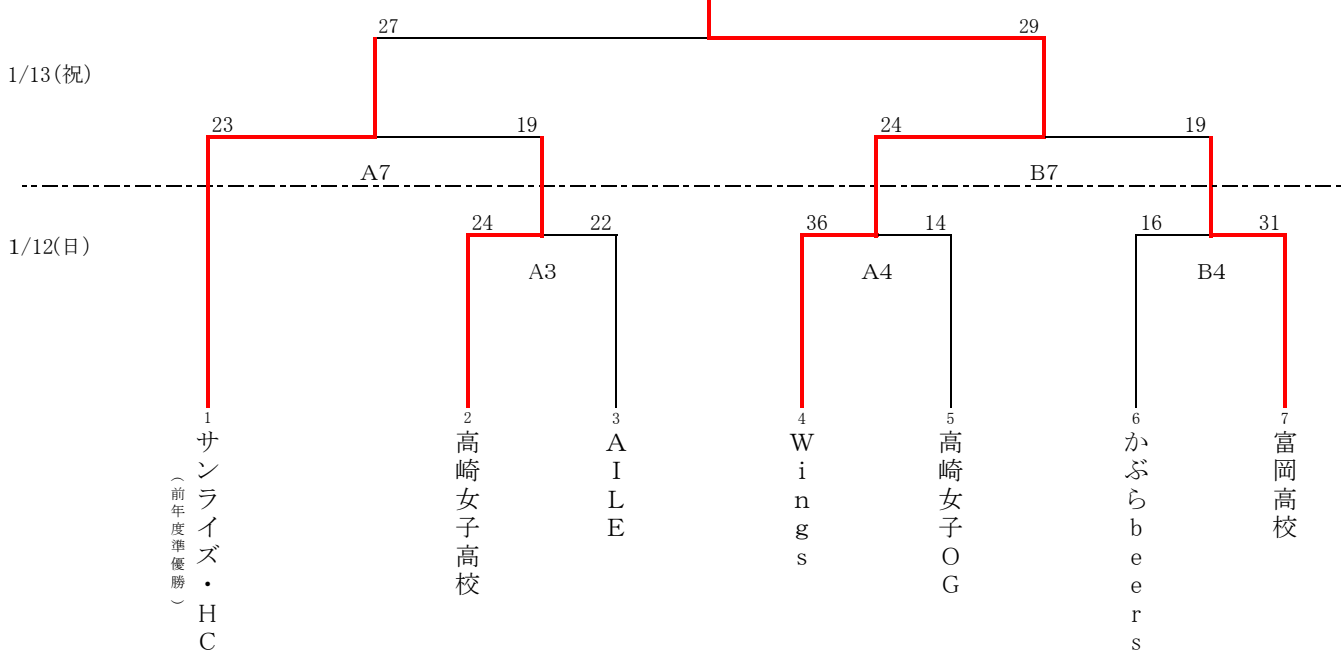 27 29
1/13(祝)
23 19 24 19
A7 B7
1/12(日)
24 22 36 14 16 31
A3 A4 B4
1 2 3 4 5 6 7
サンライズ・HC
(前年度準優勝)
高崎女子高校
AILE
Wings
高崎女子OG
かぶらbeers
富岡高校